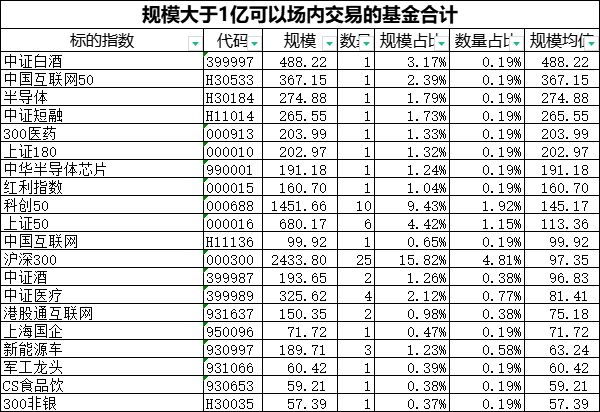 规模大于1亿可以场内交易的基金合计
标的指数 代码 规模 数量 规模占比 数量占比 规模均值
中证白酒 399997 488.22 1 3.17% 0.19% 488.22
中国互联网50 H30533 367.15 1 2.39% 0.19% 367.15
半导体 H30184 274.88 1 1.79% 0.19% 274.88
中证短融 H11014 265.55 1 1.73% 0.19% 265.55
300医药 000913 203.99 1 1.33% 0.19% 203.99
上证180 000010 202.97 1 1.32% 0.19% 202.97
中华半导体芯片 990001 191.18 1 1.24% 0.19% 191.18
红利指数 000015 160.70 1 1.04% 0.19% 160.70
科创50 000688 1451.66 10 9.43% 1.92% 145.17
上证50 000016 680.17 6 4.42% 1.15% 113.36
中国互联网 H11136 99.92 1 0.65% 0.19% 99.92
沪深300 000300 2433.80 25 15.82% 4.81% 97.35
中证酒 399987 193.65 2 1.26% 0.38% 96.83
中证医疗 399989 325.62 4 2.12% 0.77% 81.41
港股通互联网 931637 150.35 2 0.98% 0.38% 75.18
上海国企 950096 71.72 1 0.47% 0.19% 71.72
新能源车 930997 189.71 3 1.23% 0.58% 63.24
军工龙头 931066 60.42 1 0.39% 0.19% 60.42
CS食品饮 930653 59.21 1 0.38% 0.19% 59.21
300非银 H30035 57.39 1 0.37% 0.19% 57.39